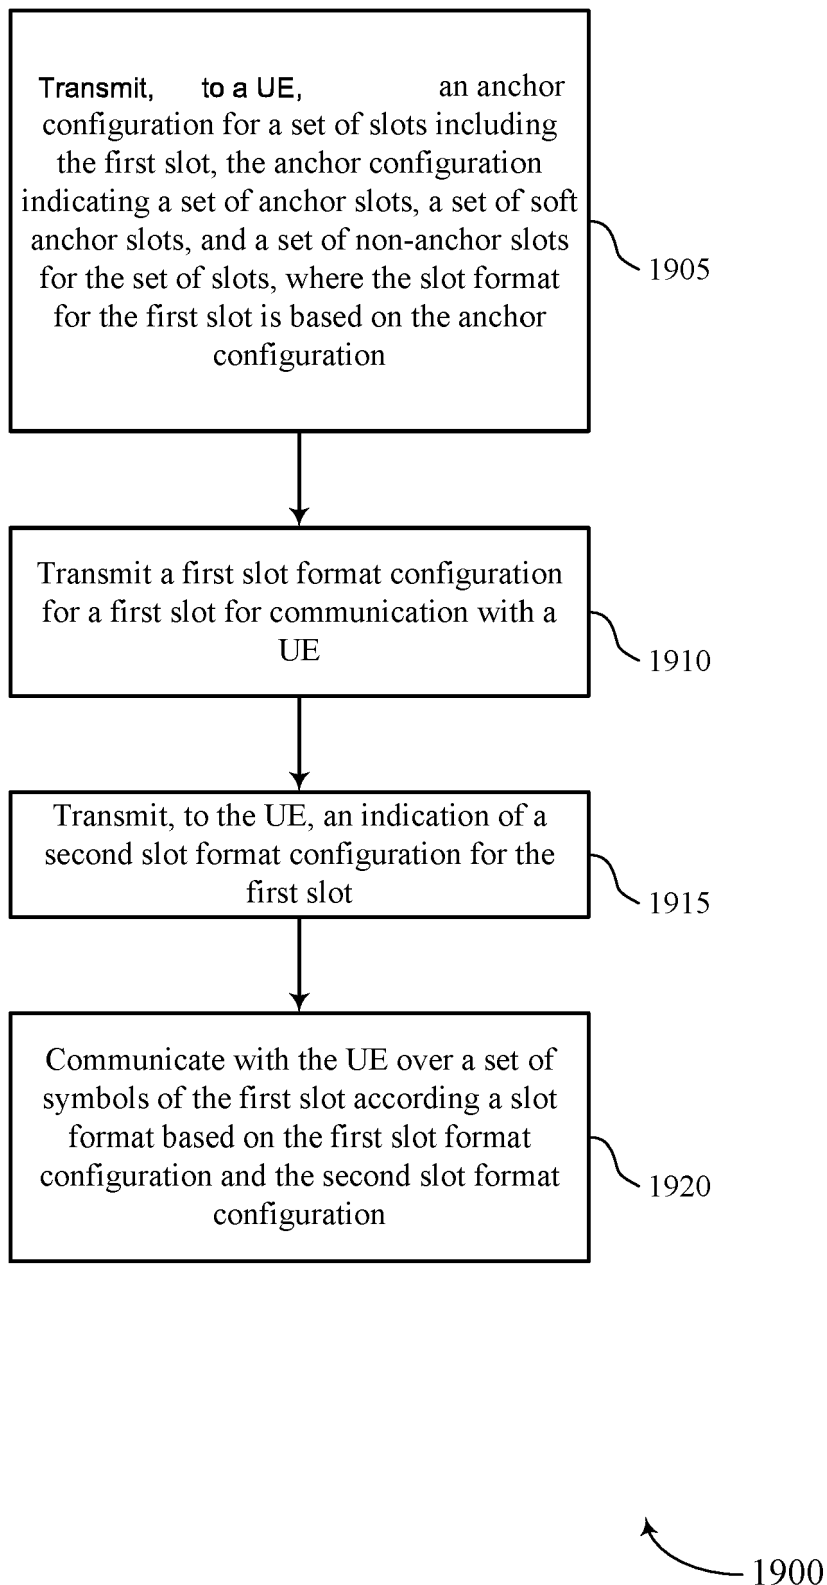 Transmit, to a UE, an anchor
configuration for a set of slots including
the first slot, the anchor configuration
indicating a set of anchor slots, a set of soft
anchor slots, and a set of non-anchor slots
for the set of slots, where the slot format
for the first slot is based on the anchor
configuration
1905
Transmit a first slot format configuration
for a first slot for communication with a
UE
1910
Transmit, to the UE, an indication of a
second slot format configuration for the
first slot
1915
Communicate with the UE over a set of
symbols of the first slot according a slot
format based on the first slot format
configuration and the second slot format
configuration
1920
1900